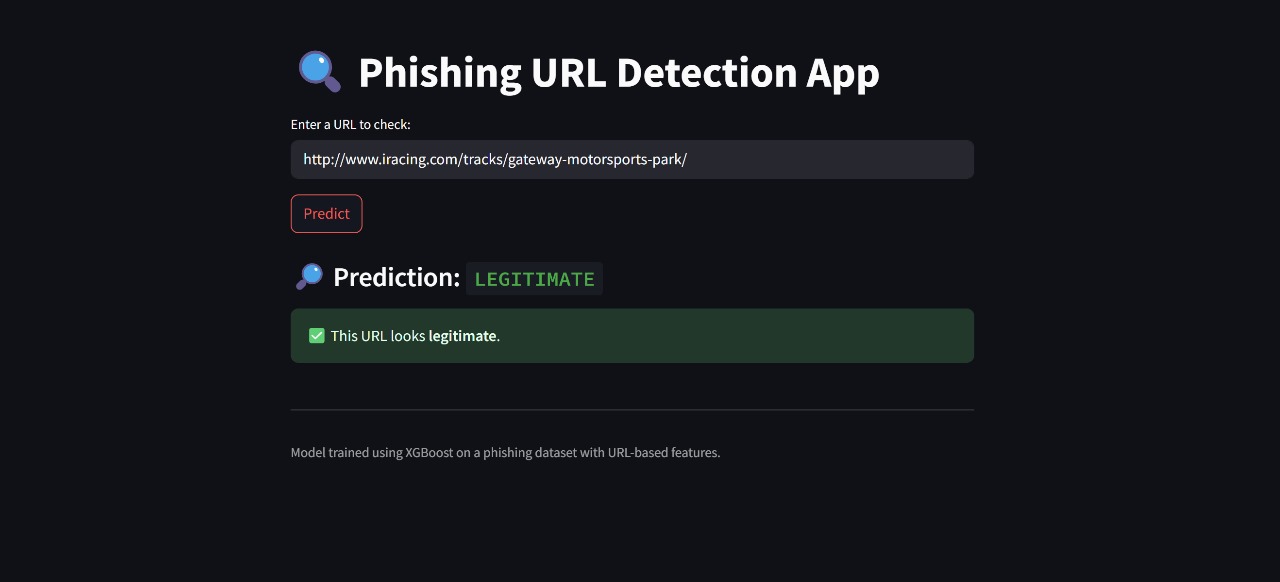 Phishing URL Detection App
Enter a URL to check:
http://www.iracing.com/tracks/gateway-motorsports-park/
Predict
Prediction: LEGITIMATE
This URL looks legitimate.
Model trained using XGBoost on a phishing dataset with URL-based features.